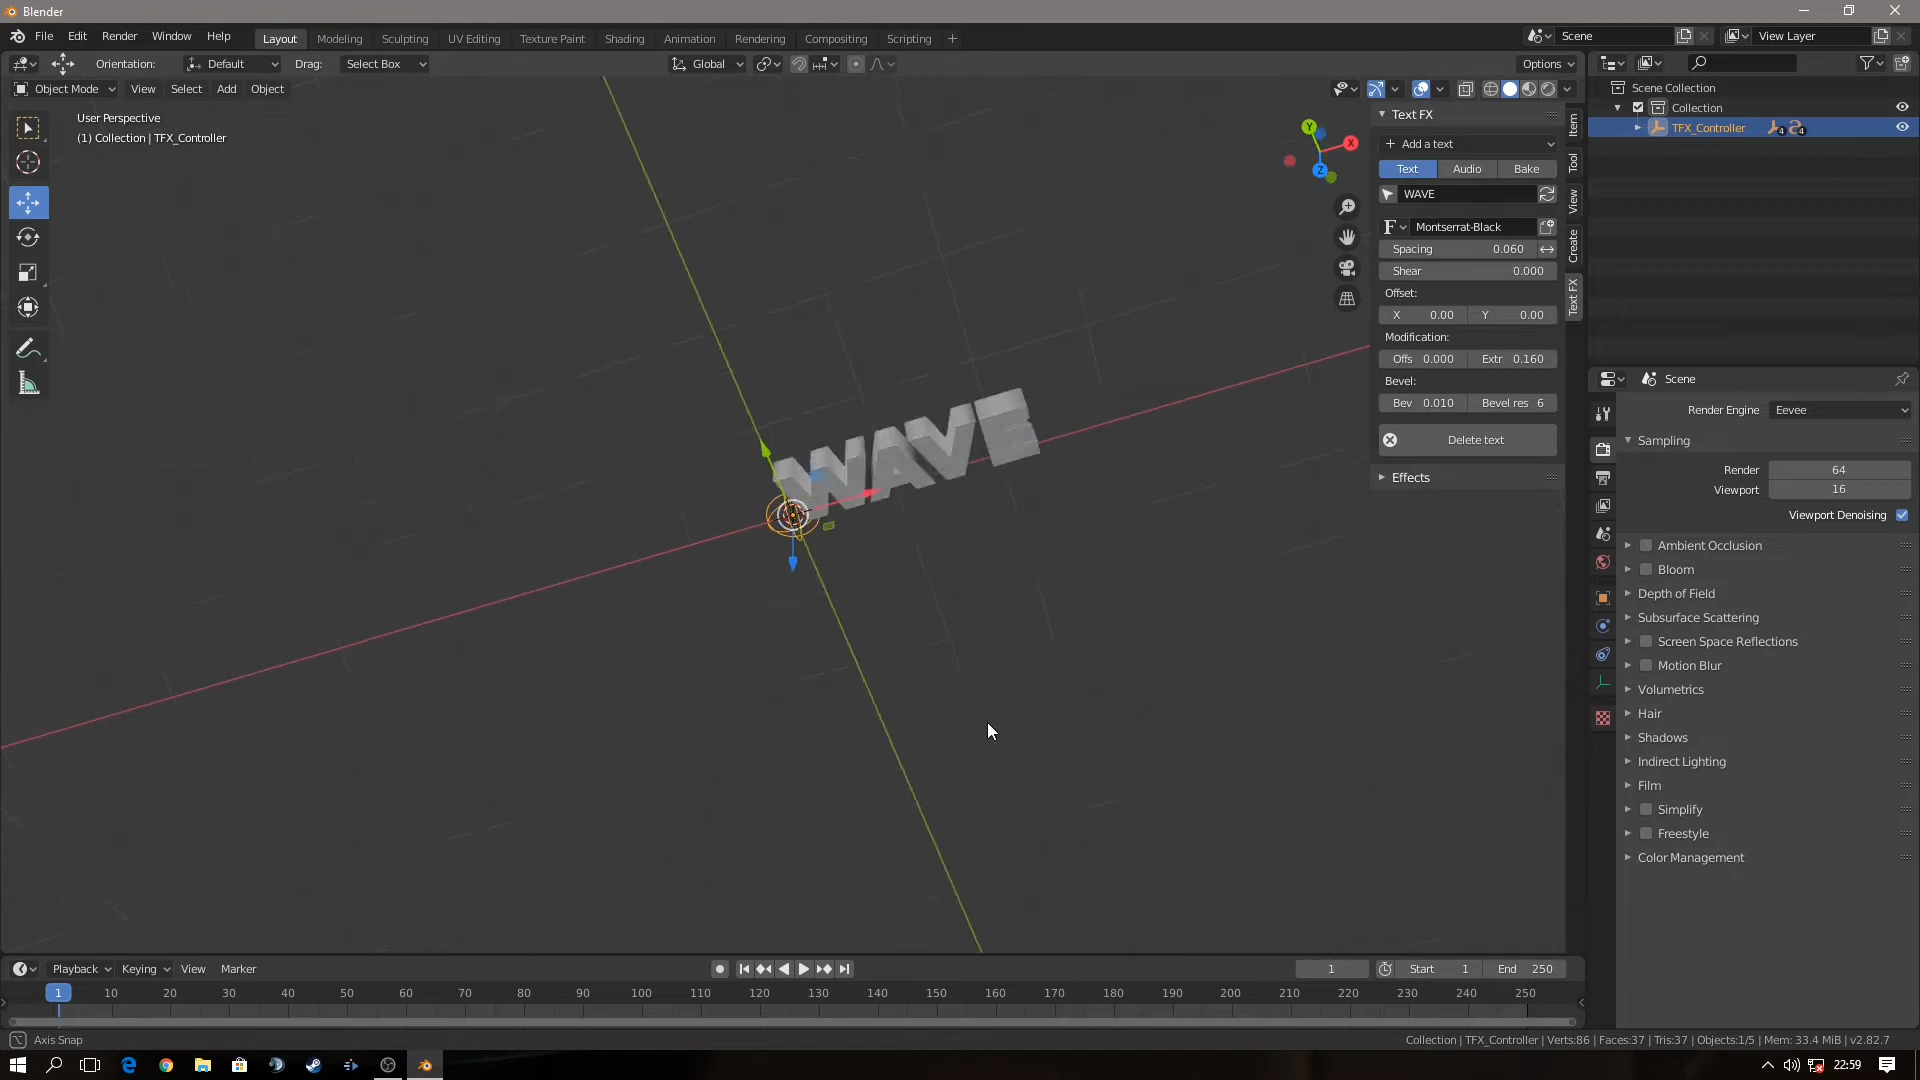 Blender
File Edit Render Window Help
Layout Modeling Sculpting UV Editing Texture Paint Shading Animation Rendering Compositing Scripting +
Scene
View Layer
Orientation: Default Drag: Select Box
Global
Options
Object Mode View Select Add Object
User Perspective
(1) Collection | TFX_Controller
Y
X
Z
WAVE
Text FX
Add a text
Text Audio Bake
WAVE
F Montserrat-Black
Spacing 0.060
Shear 0.000
Offset:
X 0.00 Y 0.00
Modification:
Offs 0.000 Extr 0.160
Bevel:
Bev 0.010 Bevel res 6
Delete text
Effects
Item
Tool
View
Create
Text FX
Scene Collection
Collection
TFX_Controller 4 4
Scene
Render Engine Eevee
Sampling
Render 64
Viewport 16
Viewport Denoising
Ambient Occlusion
Bloom
Depth of Field
Subsurface Scattering
Screen Space Reflections
Motion Blur
Volumetrics
Hair
Shadows
Indirect Lighting
Film
Simplify
Freestyle
Color Management
Playback Keying View Marker
1 Start 1 End 250
1 10 20 30 40 50 60 70 80 90 100 110 120 130 140 150 160 170 180 190 200 210 220 230 240 250
Axis Snap
Collection | TFX_Controller | Verts:86 | Faces:37 | Tris:37 | Objects:1/5 | Mem: 33.4 MiB | v2.82.7
22:59